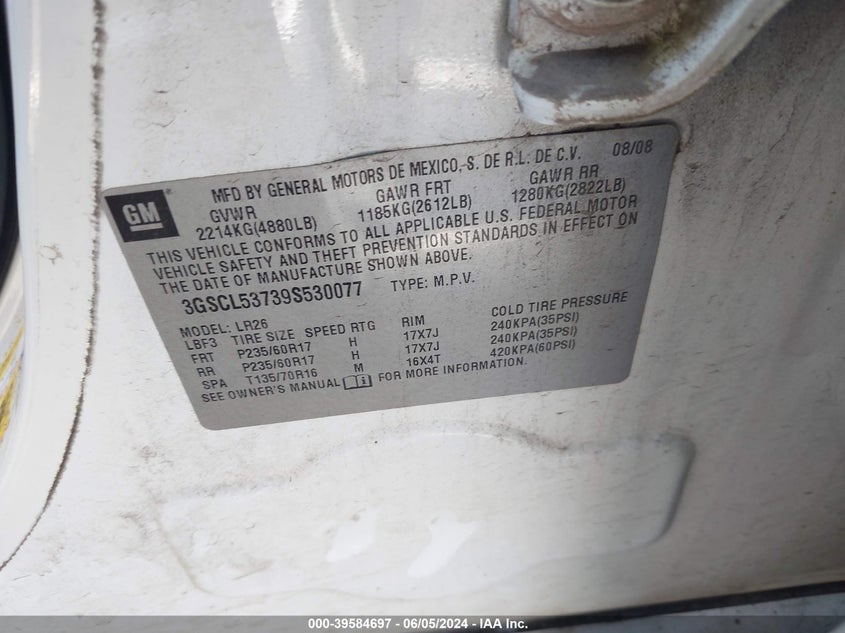 GM
MFD BY GENERAL MOTORS DE MEXICO, S. DE R.L. DE C.V. 08/08
GVWR GAWR FRT GAWR RR
2214KG(4880LB) 1185KG(2612LB) 1280KG(2822LB)
THIS VEHICLE CONFORMS TO ALL APPLICABLE U.S. FEDERAL MOTOR
VEHICLE SAFETY AND THEFT PREVENTION STANDARDS IN EFFECT ON
THE DATE OF MANUFACTURE SHOWN ABOVE.
3GSCL53739S530077 TYPE: M.P.V.
MODEL: LR26
LBF3 TIRE SIZE SPEED RTG RIM COLD TIRE PRESSURE
FRT P235/60R17 H 17X7J 240KPA(35PSI)
RR P235/60R17 H 17X7J 240KPA(35PSI)
SPA T135/70R16 M 16X4T 420KPA(60PSI)
SEE OWNER'S MANUAL FOR MORE INFORMATION.
000-39584697 - 06/05/2024 - IAA Inc.